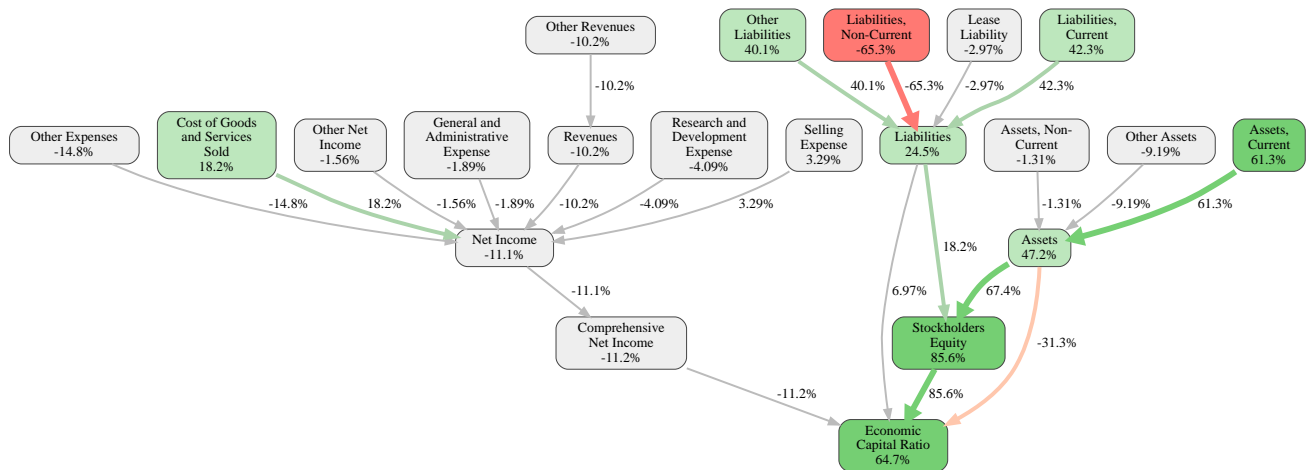 Other
Liabilities
40.1%
Liabilities,
Non-Current
-65.3%
Lease
Liability
-2.97%
Liabilities,
Current
42.3%
Other Revenues
-10.2%
-10.2%
40.1%
-65.3%
-2.97%
42.3%
Other Expenses
-14.8%
Cost of Goods
and Services
Sold
18.2%
Other Net
Income
-1.56%
General and
Administrative
Expense
-1.89%
Revenues
-10.2%
Research and
Development
Expense
-4.09%
Selling
Expense
3.29%
Liabilities
24.5%
Assets, Non-
Current
-1.31%
Other Assets
-9.19%
Assets,
Current
61.3%
-14.8%
18.2%
-1.56%
-1.89%
-10.2%
-4.09%
3.29%
-1.31%
-9.19%
61.3%
Net Income
-11.1%
18.2%
Assets
47.2%
-11.1%
6.97%
67.4%
Comprehensive
Net Income
-11.2%
Stockholders
Equity
85.6%
-31.3%
-11.2%
85.6%
Economic
Capital Ratio
64.7%